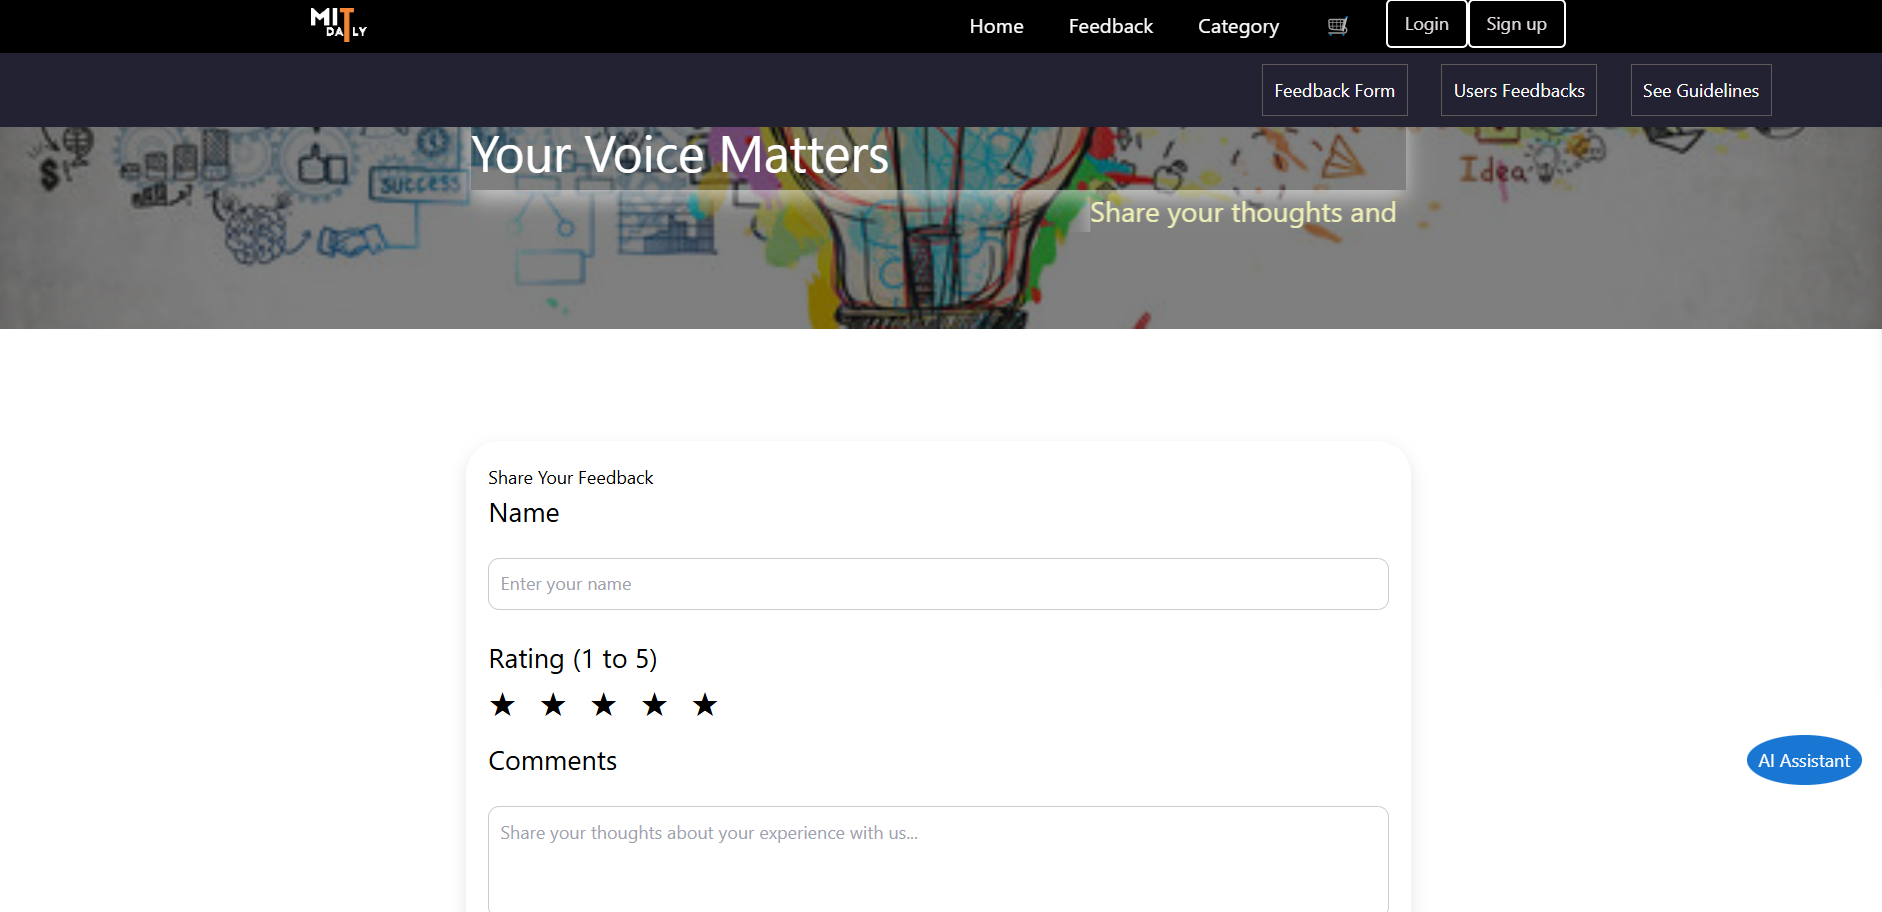 MIT
DAILY
Home
Feedback
Category
Login
Sign up
Feedback Form
Users Feedbacks
See Guidelines
Your Voice Matters
SUCCESS
Idea
Share your thoughts and
Share Your Feedback
Name
Enter your name
Rating (1 to 5)
★ ★ ★ ★ ★
Comments
Share your thoughts about your experience with us...
AI Assistant